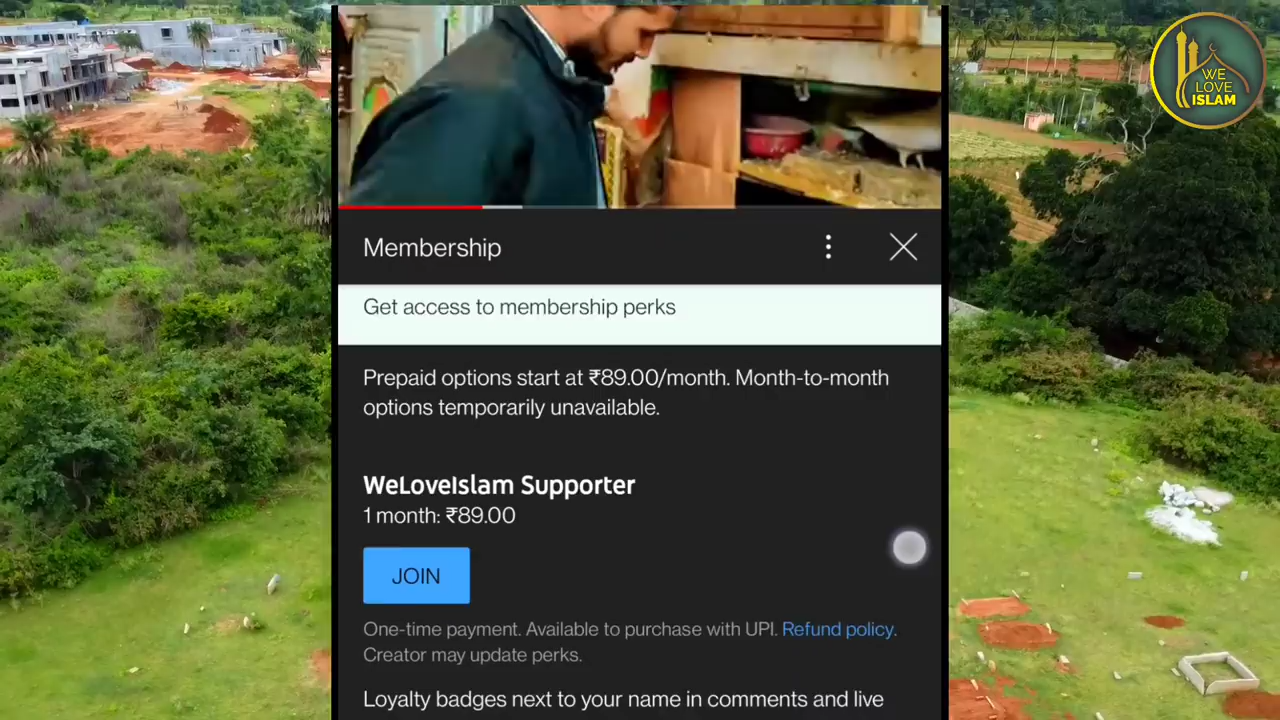 WE
LOVE
ISLAM
Membership
Get access to membership perks
Prepaid options start at ₹89.00/month. Month-to-month
options temporarily unavailable.
WeLoveIslam Supporter
1 month: ₹89.00
JOIN
One-time payment. Available to purchase with UPI. Refund policy.
Creator may update perks.
Loyalty badges next to your name in comments and live